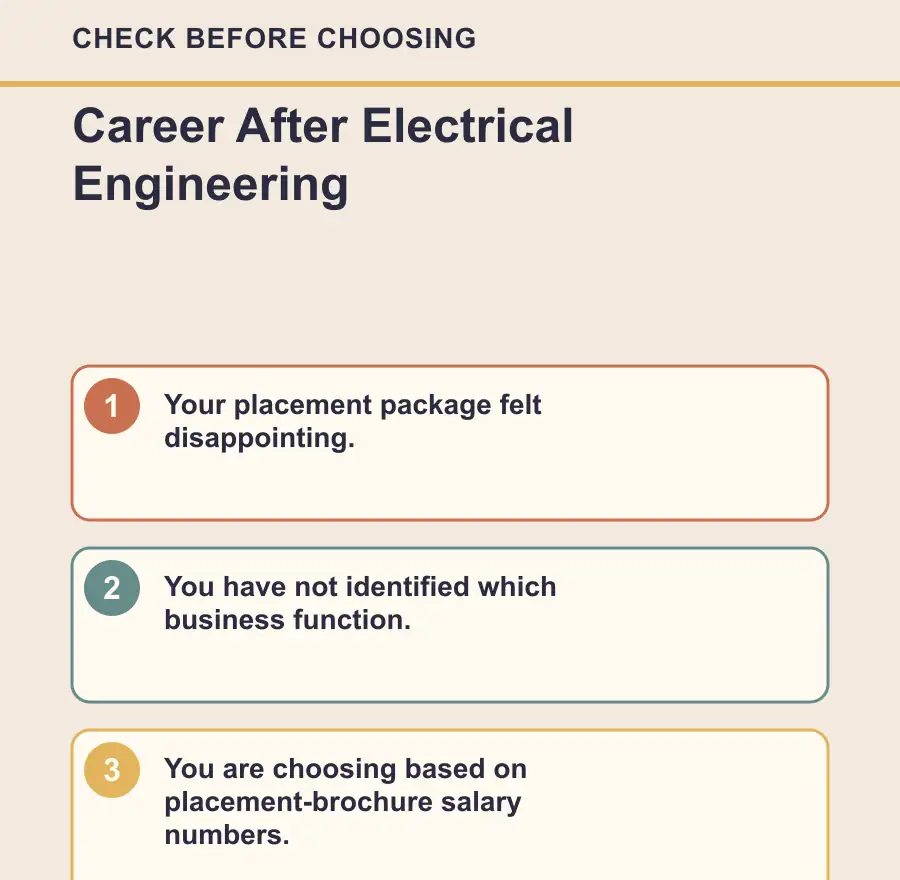 CHECK BEFORE CHOOSING
Career After Electrical
Engineering
1
Your placement package felt
disappointing.
2
You have not identified which
business function.
3
You are choosing based on
placement-brochure salary
numbers.